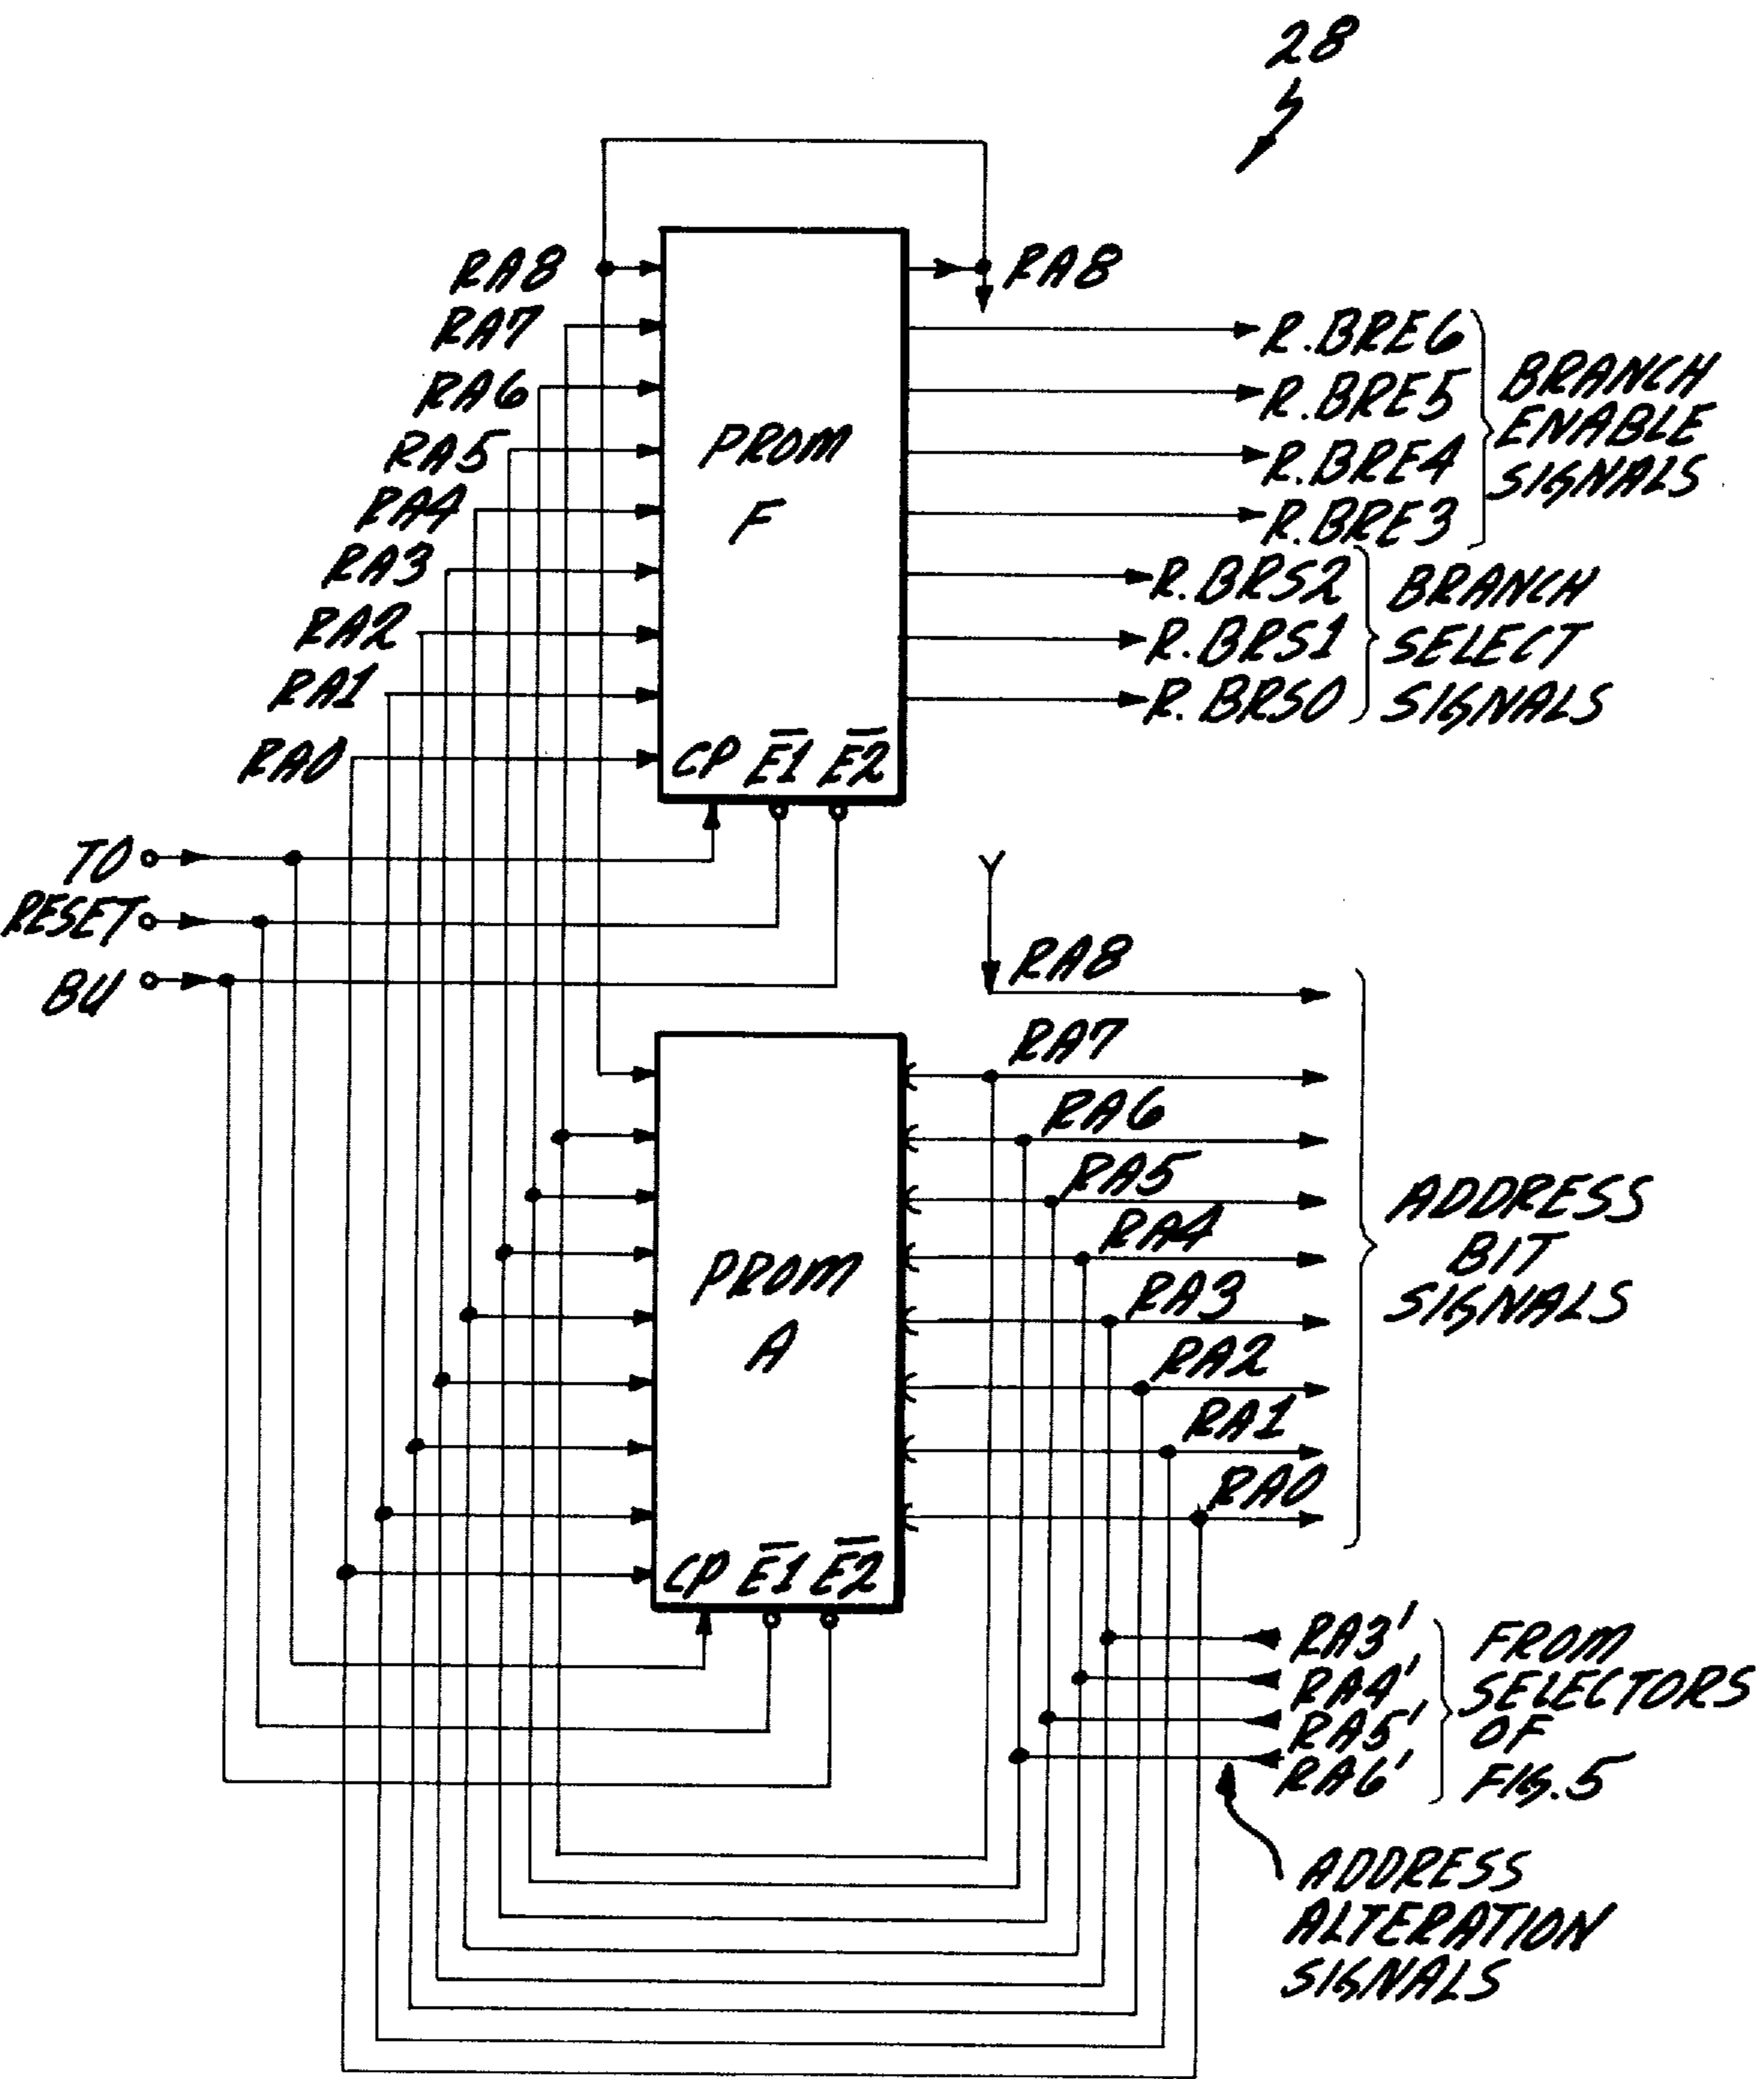 28
RA8
RA7
RA6
RA5
RA4
RA3
RA2
RA1
RA0
PROM
F
CP E1 E2
RA8
R.BRE6
R.BRE5
R.BRE4
R.BRE3
BRANCH
ENABLE
SIGNALS
R.BRS2
R.BRS1
R.BRS0
BRANCH
SELECT
SIGNALS
TO
RESET
BU
PROM
A
CP E1 E2
RA8
RA7
RA6
RA5
RA4
RA3
RA2
RA1
RA0
ADDRESS
BIT
SIGNALS
RA3'
RA4'
RA5'
RA6'
FROM
SELECTORS
OF
FIG.5
ADDRESS
ALTERATION
SIGNALS